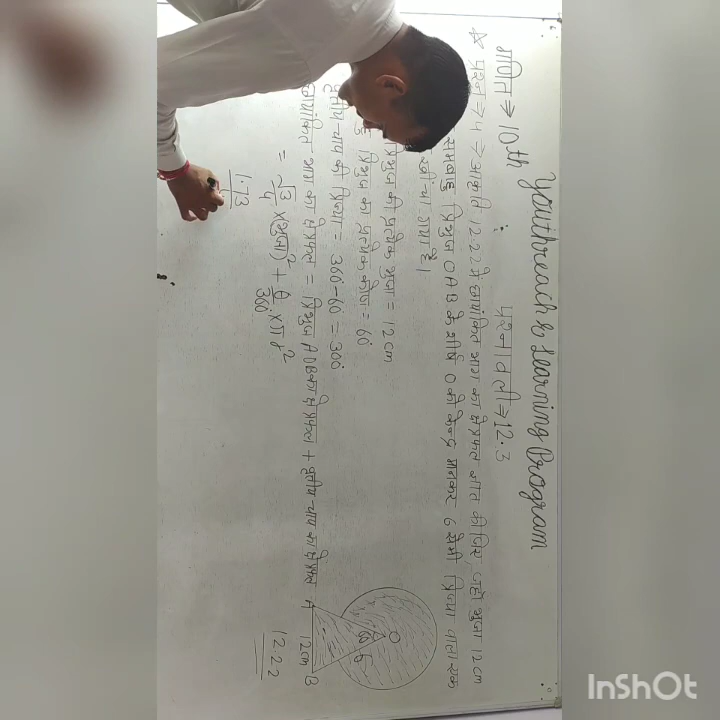 Youthreach & Learning Program
गणित ⇒ 10th प्रश्नावली ⇒ 12.3
☆ प्रश्न ⇒ 4 ⇒ आकृति 12.22 में छायांकित भाग का क्षेत्रफल ज्ञात कीजिए, जहाँ भुजा 12 cm
समबाहु त्रिभुज OAB के शीर्ष O को केन्द्र मानकर 6 सेमी त्रिज्या वाला एक
खींचा गया है।
त्रिभुज की प्रत्येक भुजा = 12 cm
त्रिभुज का प्रत्येक कोण = 60
वृत्तीय चाप की त्रिज्या = 360 - 60 = 300
छायांकित भाग का क्षेत्रफल = त्रिभुज AOB का क्षेत्रफल + वृत्तीय चाप का क्षेत्रफल
= √3/4 × (भुजा)² + θ/360 × π r²
1.73
O
60
6
A 12cm B
12.22
InShOt